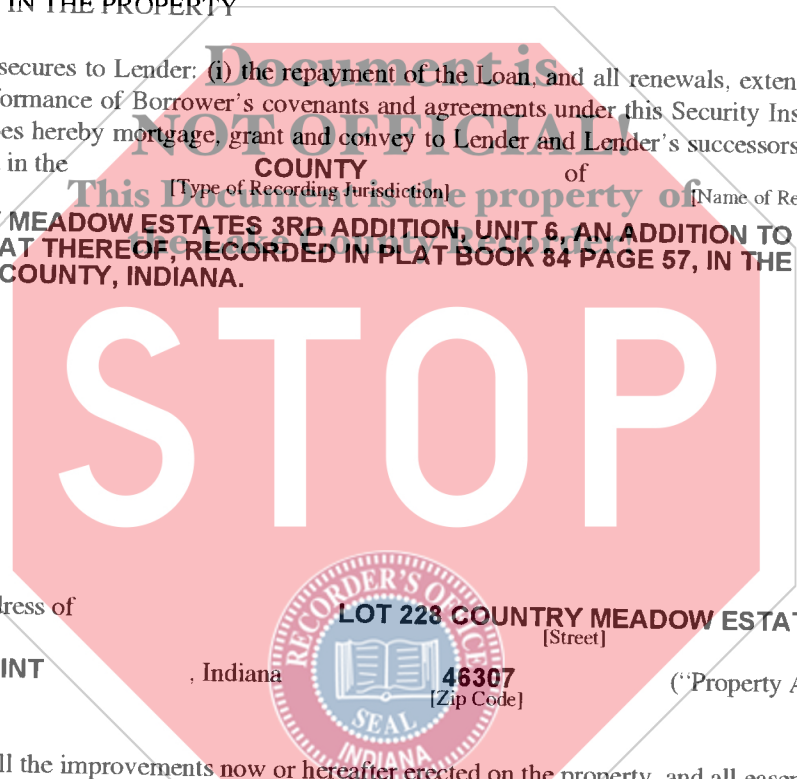 IN THE PROPERTY
secures to Lender: (i) the repayment of the Loan, and all renewals, exten
formance of Borrower's covenants and agreements under this Security Ins
es hereby mortgage, grant and convey to Lender and Lender's successors
in the COUNTY of
[Type of Recording Jurisdiction] [Name of Re
MEADOW ESTATES 3RD ADDITION, UNIT 6, AN ADDITION TO
AT THEREOF, RECORDED IN PLAT BOOK 84 PAGE 57, IN THE
COUNTY, INDIANA.
Document is
NOT OFFICIAL!
This Document is the property of
the Lake County Recorder!
STOP
dress of LOT 228 COUNTRY MEADOW ESTAT
[Street]
INT , Indiana 46307 ("Property A
[Zip Code]
RECORDER'S OFFICE
SEAL
INDIANA
ll the improvements now or hereafter erected on the property, and all ease